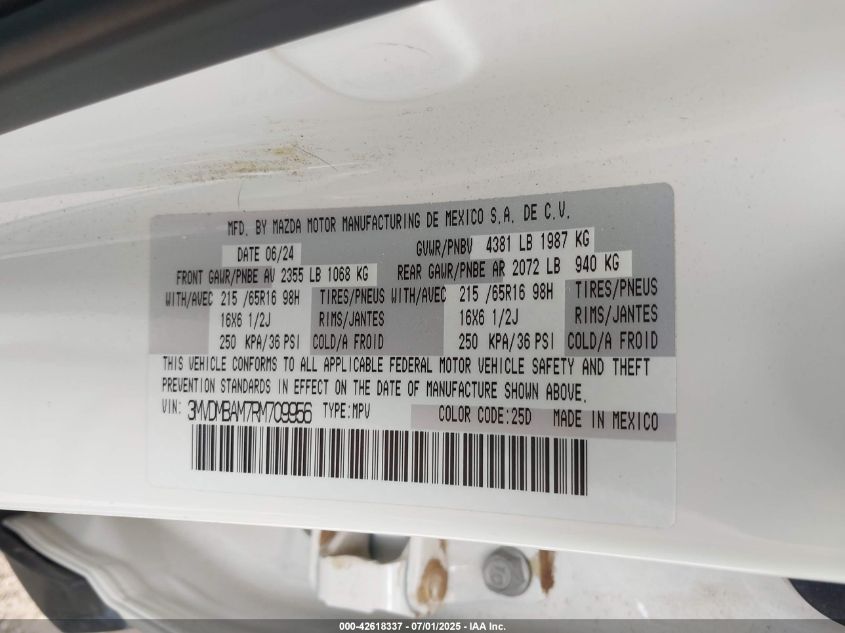 MFD. BY MAZDA MOTOR MANUFACTURING DE MEXICO S.A. DE C.V.
DATE 06/24 GVWR/PNBV 4381 LB 1987 KG
FRONT GAWR/PNBE AV 2355 LB 1068 KG REAR GAWR/PNBE AR 2072 LB 940 KG
WITH/AVEC 215 /65R16 98H TIRES/PNEUS WITH/AVEC 215 /65R16 98H TIRES/PNEUS
16X6 1/2J RIMS/JANTES 16X6 1/2J RIMS/JANTES
250 KPA/36 PSI COLD/A FROID 250 KPA/36 PSI COLD/A FROID
THIS VEHICLE CONFORMS TO ALL APPLICABLE FEDERAL MOTOR VEHICLE SAFETY AND THEFT
PREVENTION STANDARDS IN EFFECT ON THE DATE OF MANUFACTURE SHOWN ABOVE.
VIN: 3MVDMBAM7RM709956 TYPE:MPV COLOR CODE:25D MADE IN MEXICO
000-42618337 - 07/01/2025 - IAA Inc.